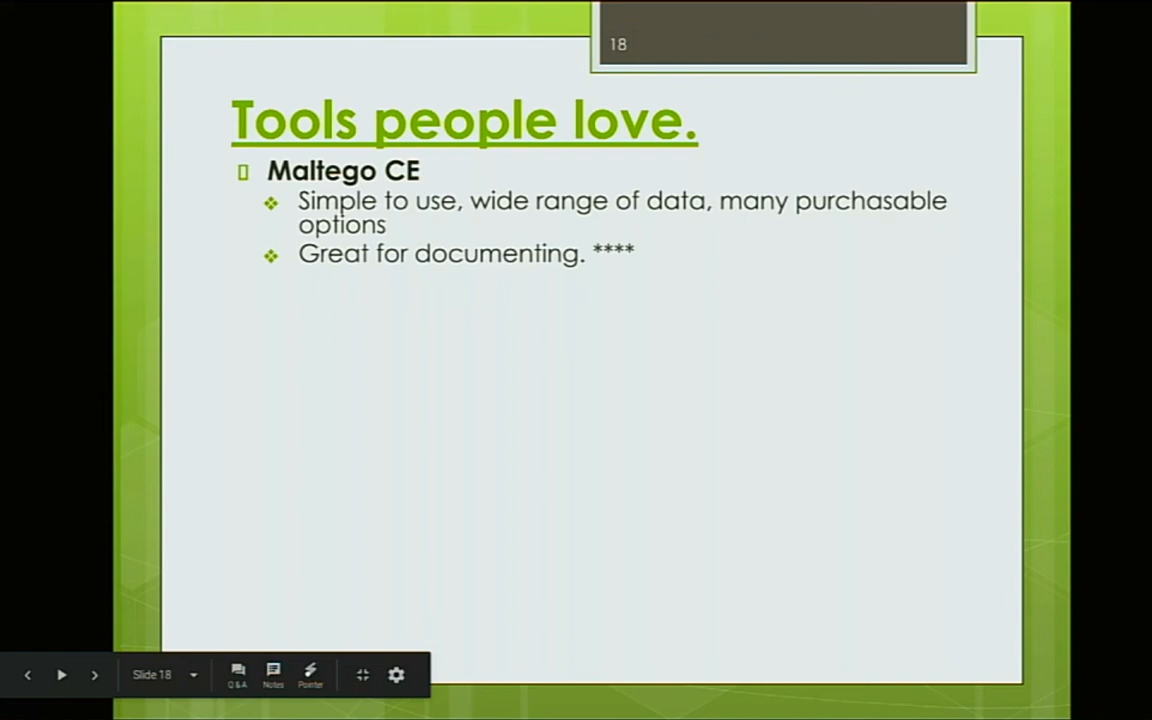 18
Tools people love.
Maltego CE
Simple to use, wide range of data, many purchasable
options
Great for documenting. ****
Slide 18
Q&A
Notes
Pointer